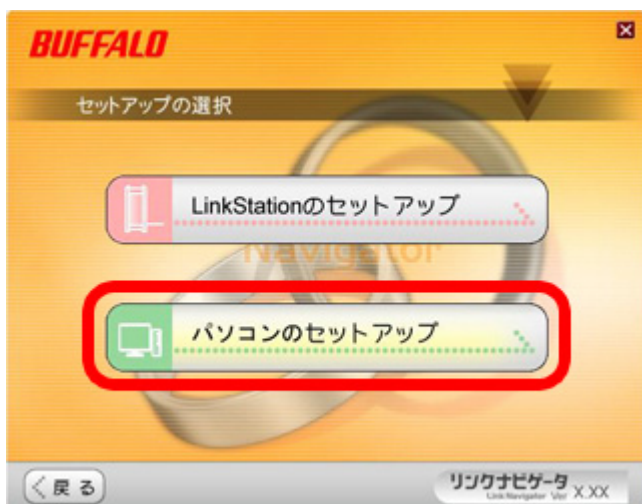 BUFFALO
セットアップの選択
LinkStationのセットアップ
Navigator
パソコンのセットアップ
戻る
リンクナビゲータ
Link Navigator Ver X.XX